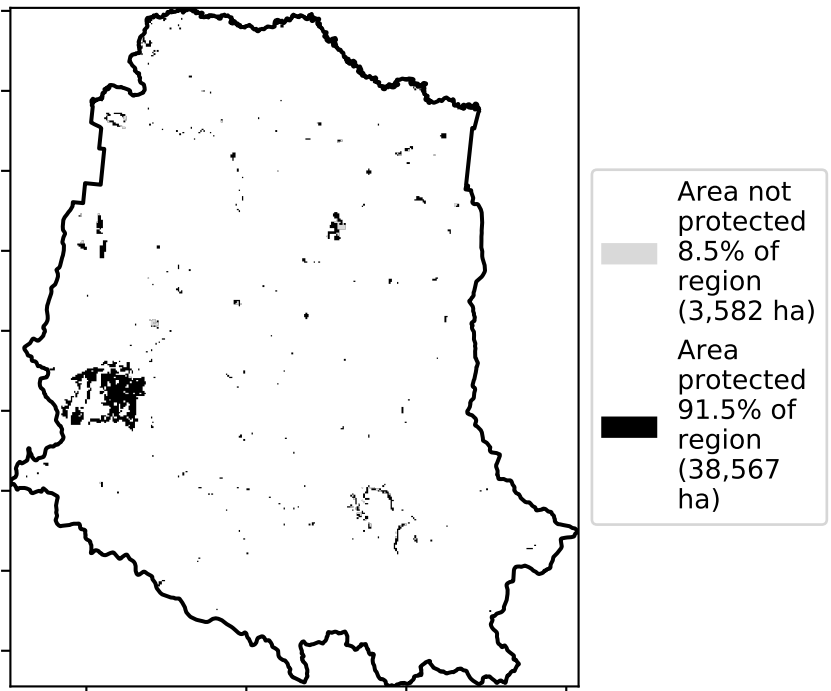 Area not
protected
8.5% of
region
(3,582 ha)
Area
protected
91.5% of
region
(38,567
ha)